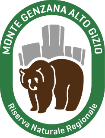 MONTE GENZANA ALTO GIZIO
Riserva Naturale Regionale